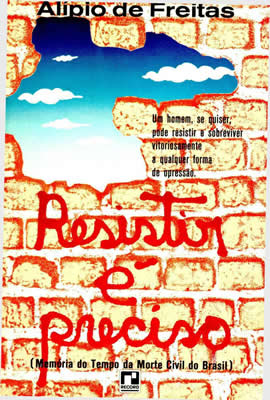 Alípio de Freitas
Um homem, se quiser,
pode resistir e sobreviver
vitoriosamente
a qualquer forma
de opressão.
Resistir
é
preciso
(Memória do Tempo da Morte Civil do Brasil)
RECORD